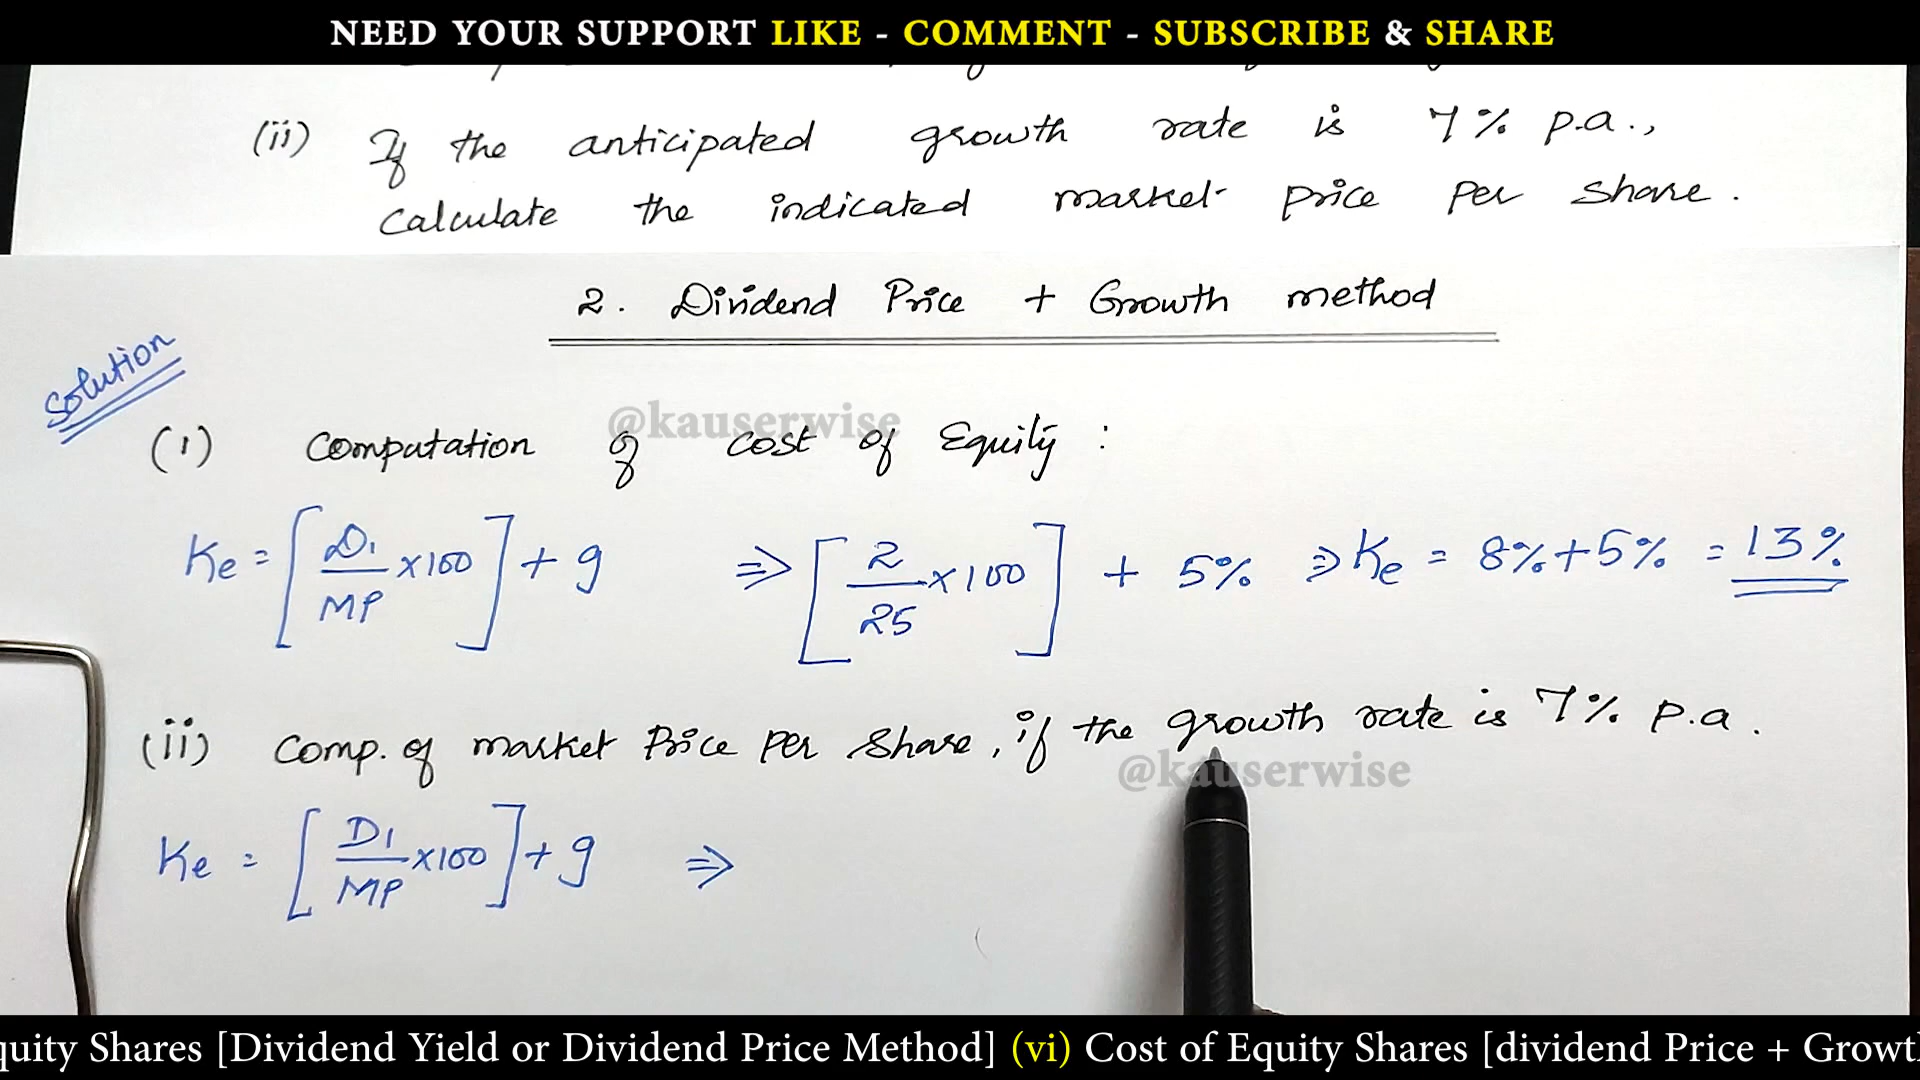 NEED YOUR SUPPORT LIKE - COMMENT - SUBSCRIBE & SHARE
(ii) If the anticipated growth rate is 7% p.a.,
Calculate the indicated market price per share.
2. Dividend Price + Growth method
Solution
@kauserwise
(i) Computation of cost of Equity :
Ke = [D1/MP ×100] + g ⇒ [2/25 ×100] + 5% ⇒ Ke = 8%+5% = 13%
(ii) Comp. of market Price Per Share, if the growth rate is 7% p.a.
@kauserwise
Ke = [D1/MP ×100] + g ⇒
quity Shares [Dividend Yield or Dividend Price Method] (vi) Cost of Equity Shares [dividend Price + Growt